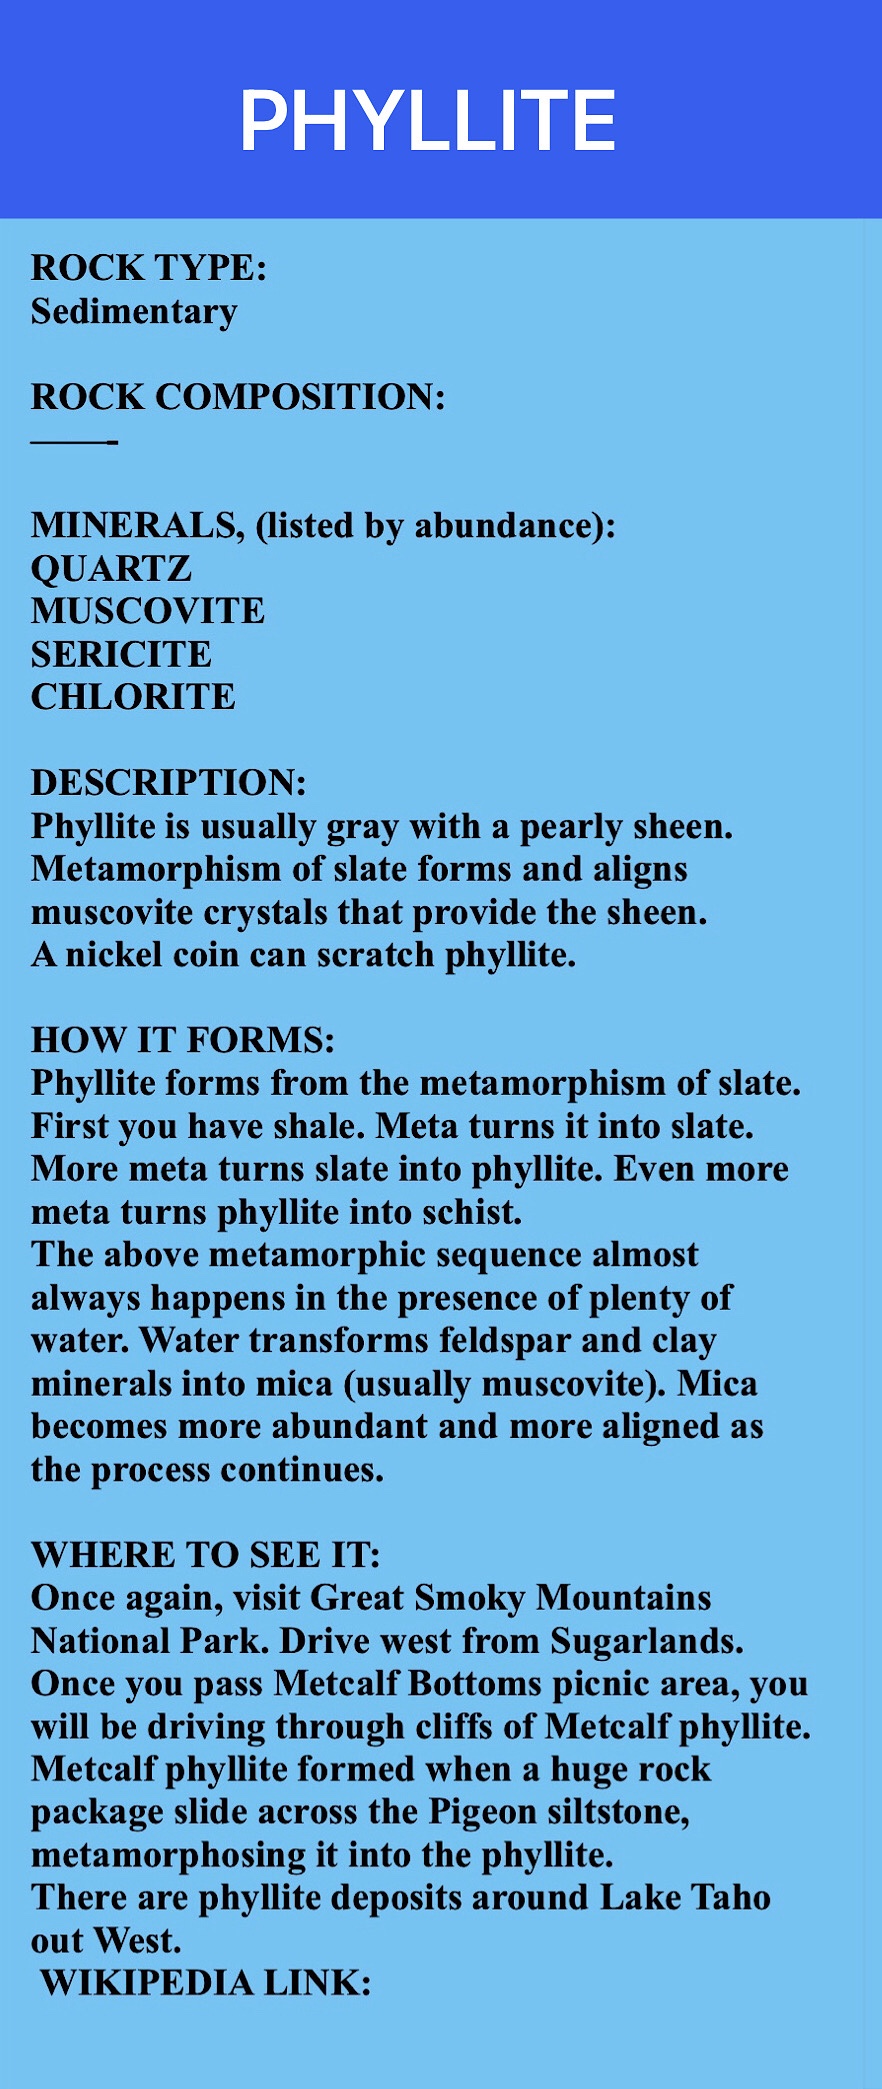 PHYLLITE
ROCK TYPE:
Sedimentary
ROCK COMPOSITION:
——-
MINERALS, (listed by abundance):
QUARTZ
MUSCOVITE
SERICITE
CHLORITE
DESCRIPTION:
Phyllite is usually gray with a pearly sheen.
Metamorphism of slate forms and aligns
muscovite crystals that provide the sheen.
A nickel coin can scratch phyllite.
HOW IT FORMS:
Phyllite forms from the metamorphism of slate.
First you have shale. Meta turns it into slate.
More meta turns slate into phyllite. Even more
meta turns phyllite into schist.
The above metamorphic sequence almost
always happens in the presence of plenty of
water. Water transforms feldspar and clay
minerals into mica (usually muscovite). Mica
becomes more abundant and more aligned as
the process continues.
WHERE TO SEE IT:
Once again, visit Great Smoky Mountains
National Park. Drive west from Sugarlands.
Once you pass Metcalf Bottoms picnic area, you
will be driving through cliffs of Metcalf phyllite.
Metcalf phyllite formed when a huge rock
package slide across the Pigeon siltstone,
metamorphosing it into the phyllite.
There are phyllite deposits around Lake Taho
out West.
WIKIPEDIA LINK: